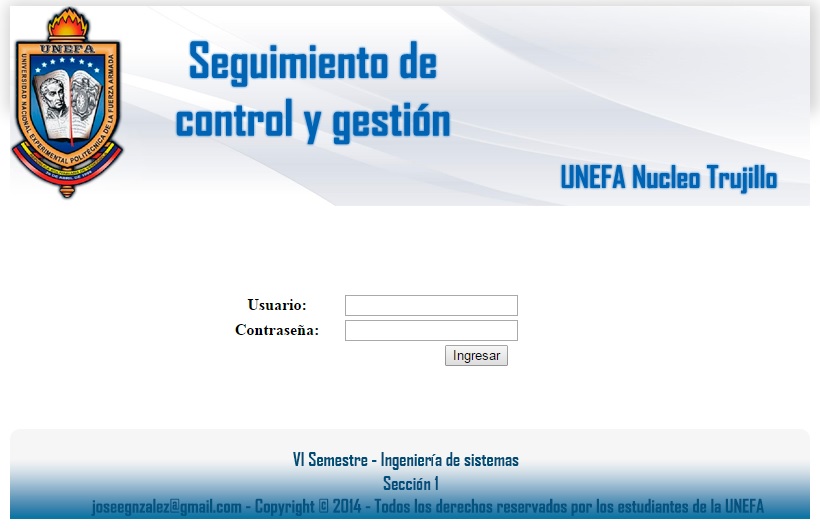 UNEFA
UNIVERSIDAD NACIONAL EXPERIMENTAL POLITÉCNICA DE LA FUERZA ARMADA
Seguimiento de
control y gestión
UNEFA Nucleo Trujillo
Usuario:
Contraseña:
Ingresar
VI Semestre - Ingeniería de sistemas
Sección 1
joseegnzalez@gmail.com - Copyright © 2014 - Todos los derechos reservados por los estudiantes de la UNEFA